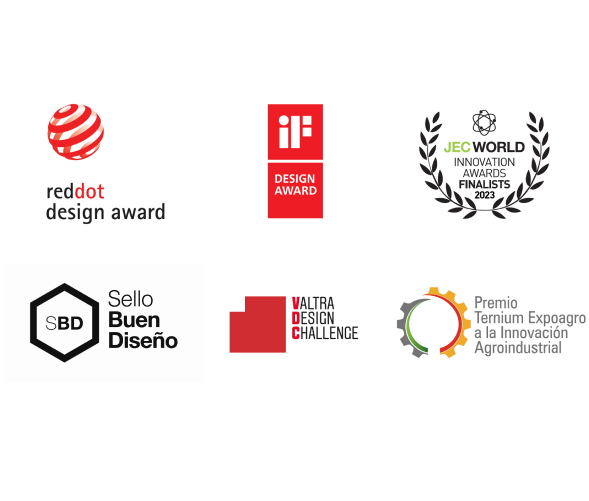 reddot
design award
iF
DESIGN
AWARD
JEC WORLD
INNOVATION
AWARDS
FINALISTS
2023
SBD
Sello
Buen
Diseño
VALTRA
DESIGN
CHALLENGE
Premio
Ternium Expoagro
a la Innovación
Agroindustrial